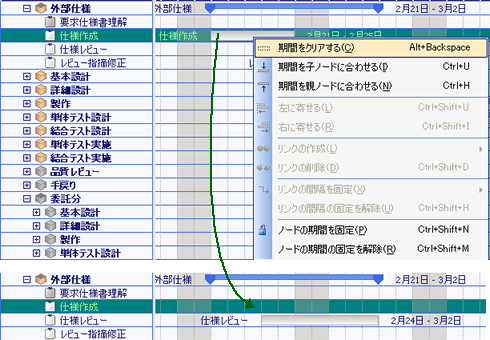 外部仕様 2月21日 - 3月2日
要求仕様書理解
仕様作成 仕様作成 2月21日 - 2月25日
仕様レビュー
レビュー指摘修正
基本設計
詳細設計
製作
単体テスト設計
結合テスト設計
単体テスト実施
結合テスト実施
品質レビュー
手戻り
委託分
基本設計
詳細設計
製作
単体テスト設計
期間をクリアする(C) Alt+Backspace
期間を子ノードに合わせる(I) Ctrl+U
期間を親ノードに合わせる(N) Ctrl+H
左に寄せる(L) Ctrl+Shift+U
右に寄せる(R) Ctrl+Shift+I
リンクの作成(L)
リンクの削除(D) Ctrl+Shift+D
リンクの間隔を固定(X)
リンクの間隔の固定を解除(U) Ctrl+Shift+H
ノードの期間を固定(P) Ctrl+Shift+N
ノードの期間の固定を解除(R) Ctrl+Shift+M
外部仕様 外部仕様 2月21日 - 3月2日
要求仕様書理解
仕様作成
仕様レビュー 仕様レビュー 2月24日 - 3月2日
レビュー指摘修正